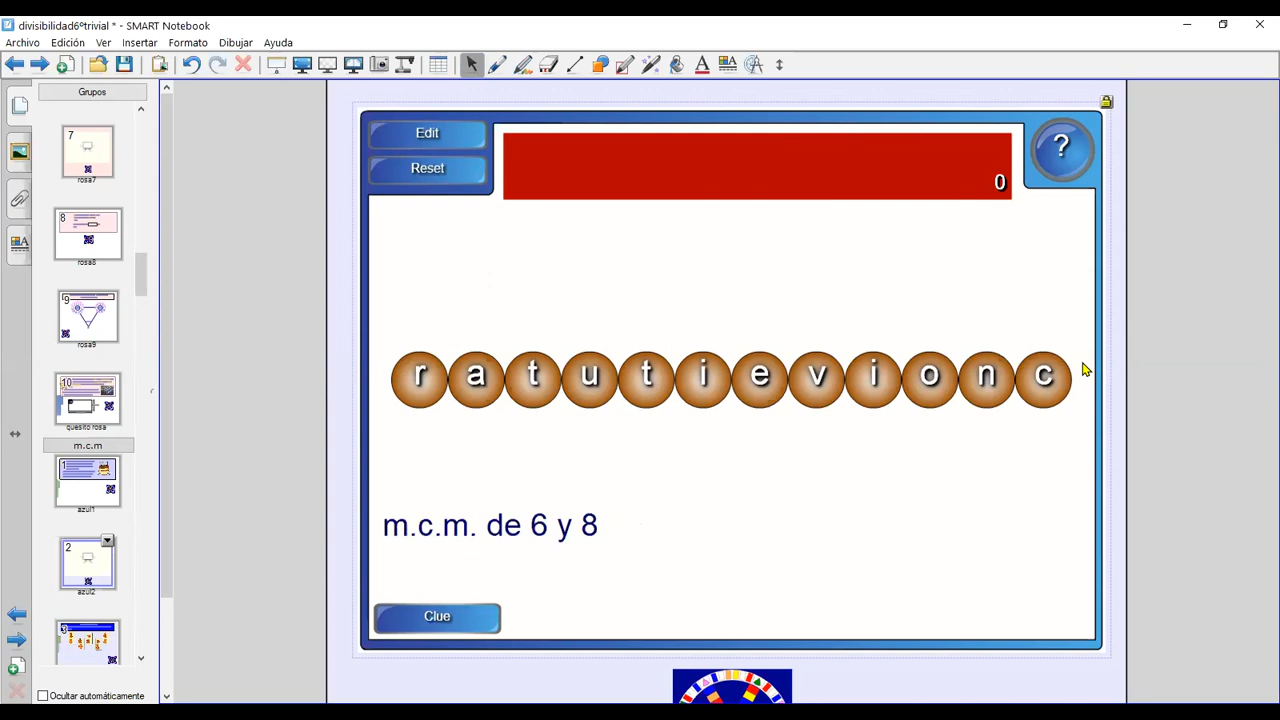 divisibilidad6ºtrivial * - SMART Notebook
Archivo Edición Ver Insertar Formato Dibujar Ayuda
Grupos
7
rosa7
8
rosa8
9
rosa9
10
quesito rosa
m.c.m
1
azul1
2
azul2
3
Ocultar automáticamente
Edit
Reset
0
?
r a t u t i e v i o n c
m.c.m. de 6 y 8
Clue